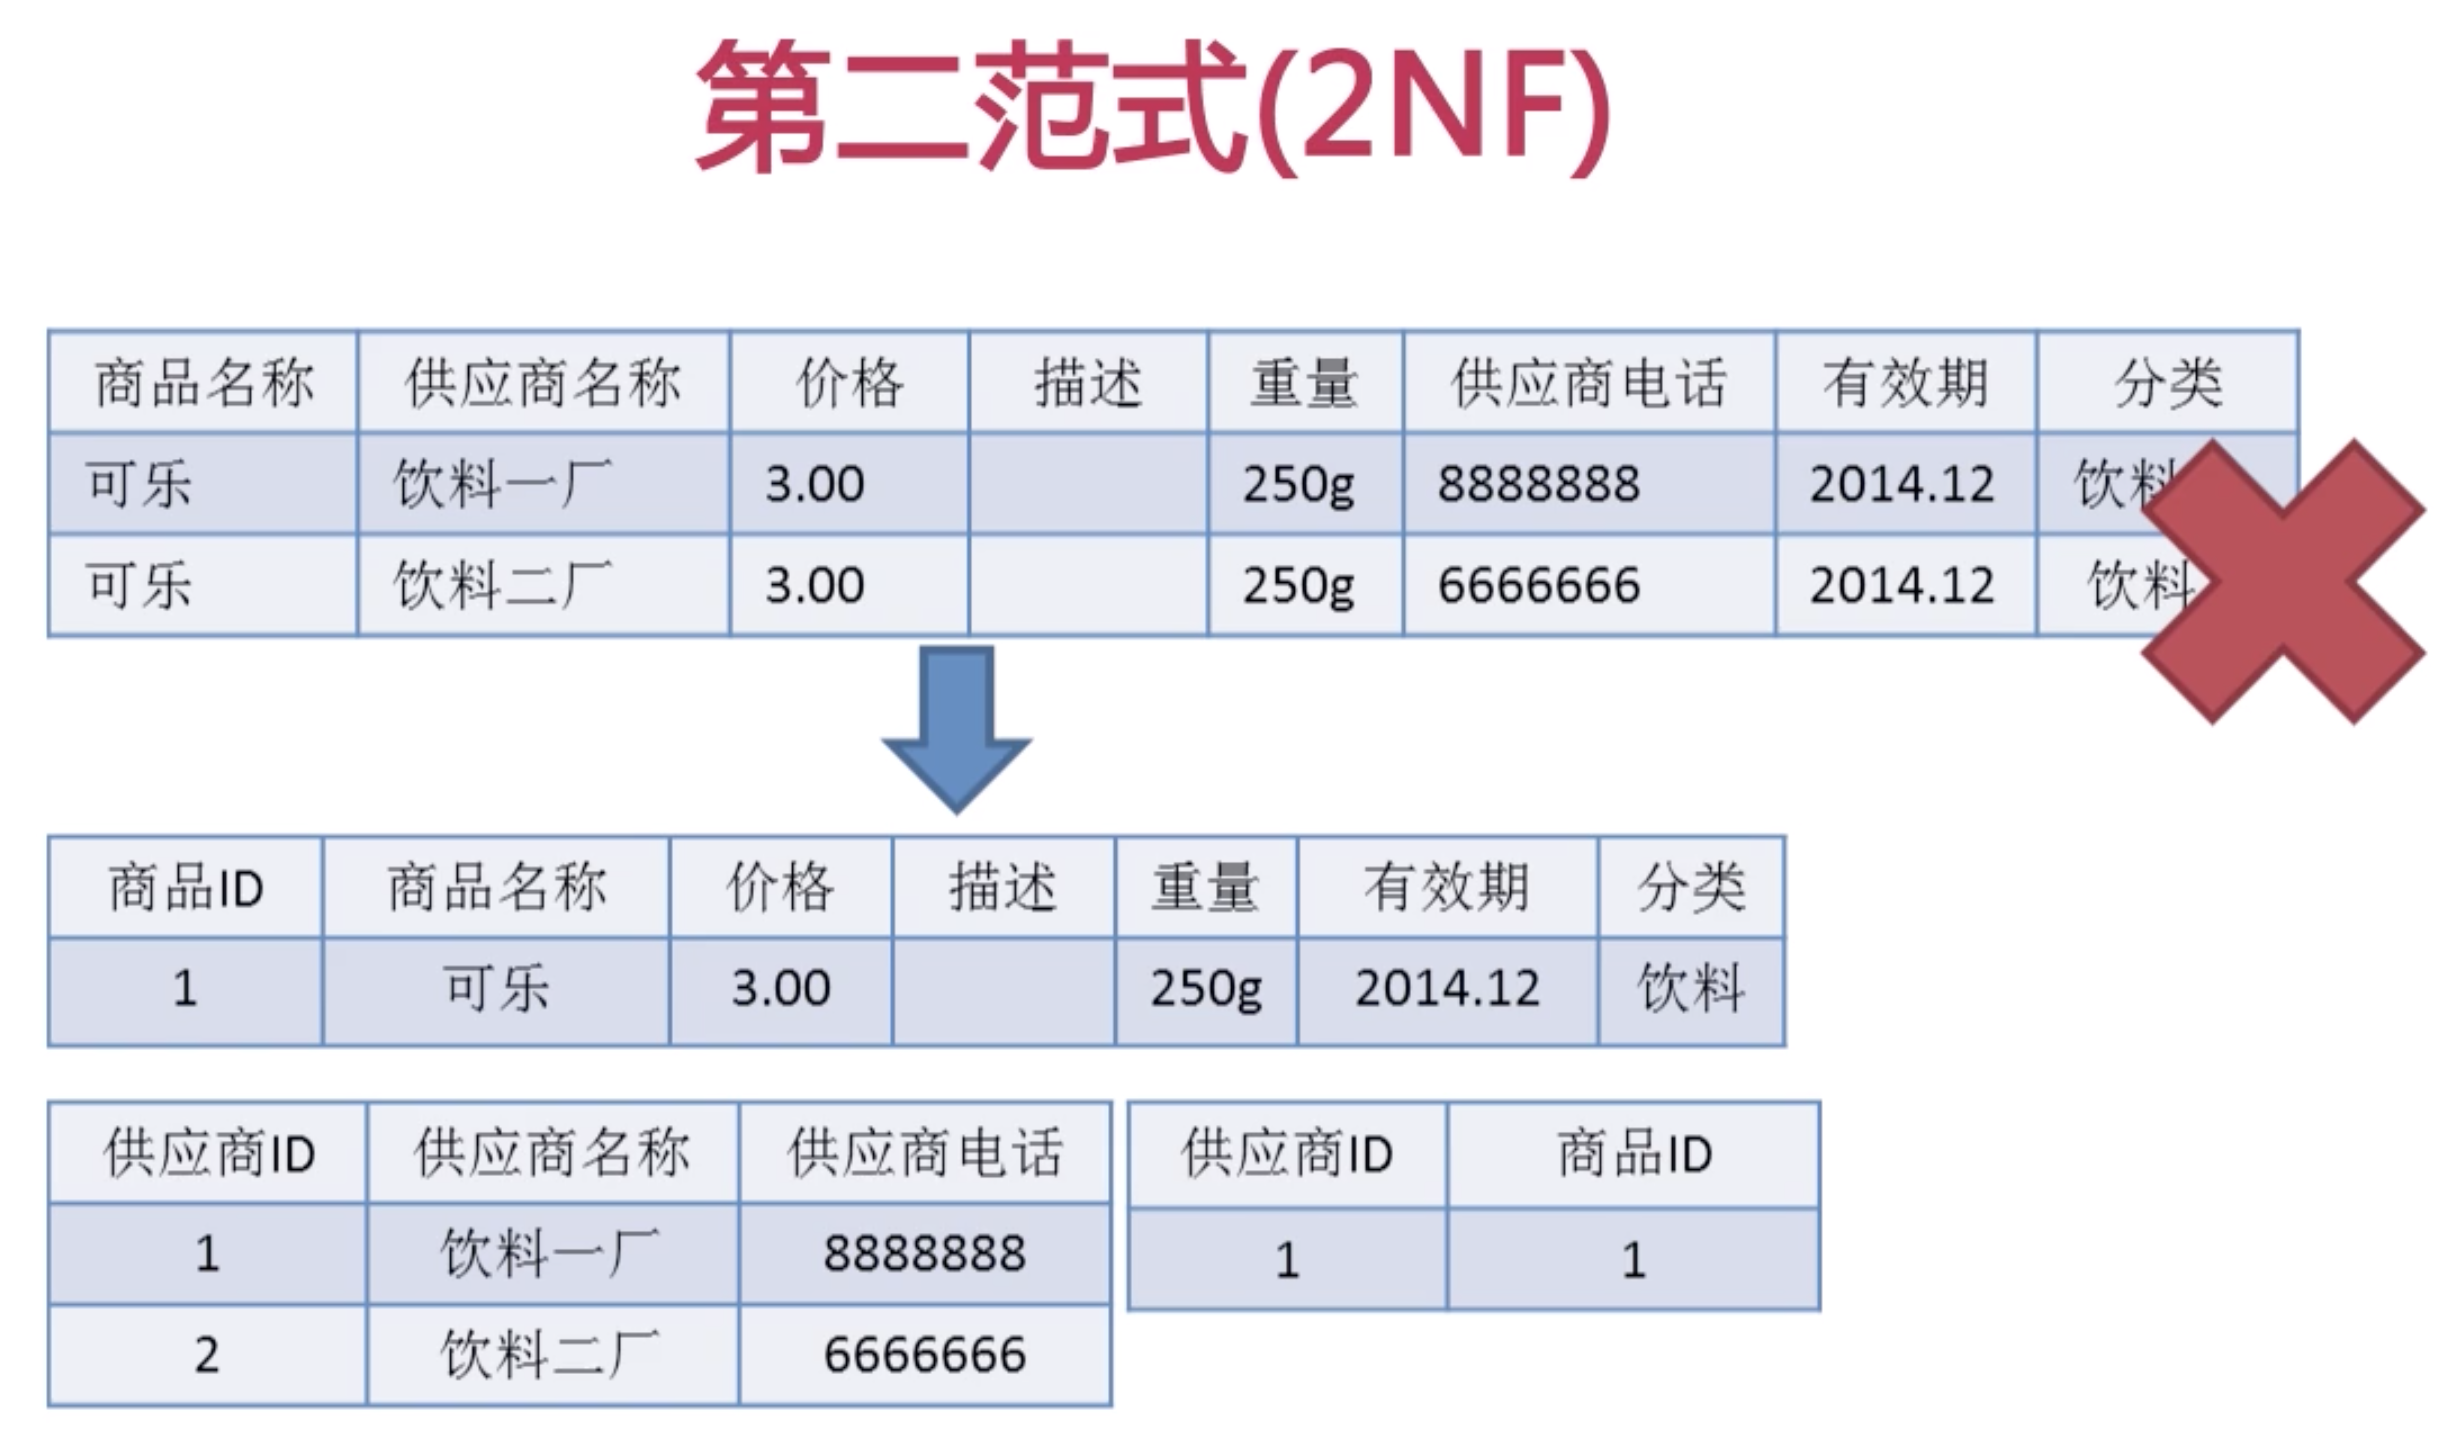 第二范式(2NF)
商品名称 供应商名称 价格 描述 重量 供应商电话 有效期 分类
可乐 饮料一厂 3.00 250g 8888888 2014.12 饮料
可乐 饮料二厂 3.00 250g 6666666 2014.12 饮料
商品ID 商品名称 价格 描述 重量 有效期 分类
1 可乐 3.00 250g 2014.12 饮料
供应商ID 供应商名称 供应商电话
1 饮料一厂 8888888
2 饮料二厂 6666666
供应商ID 商品ID
1 1